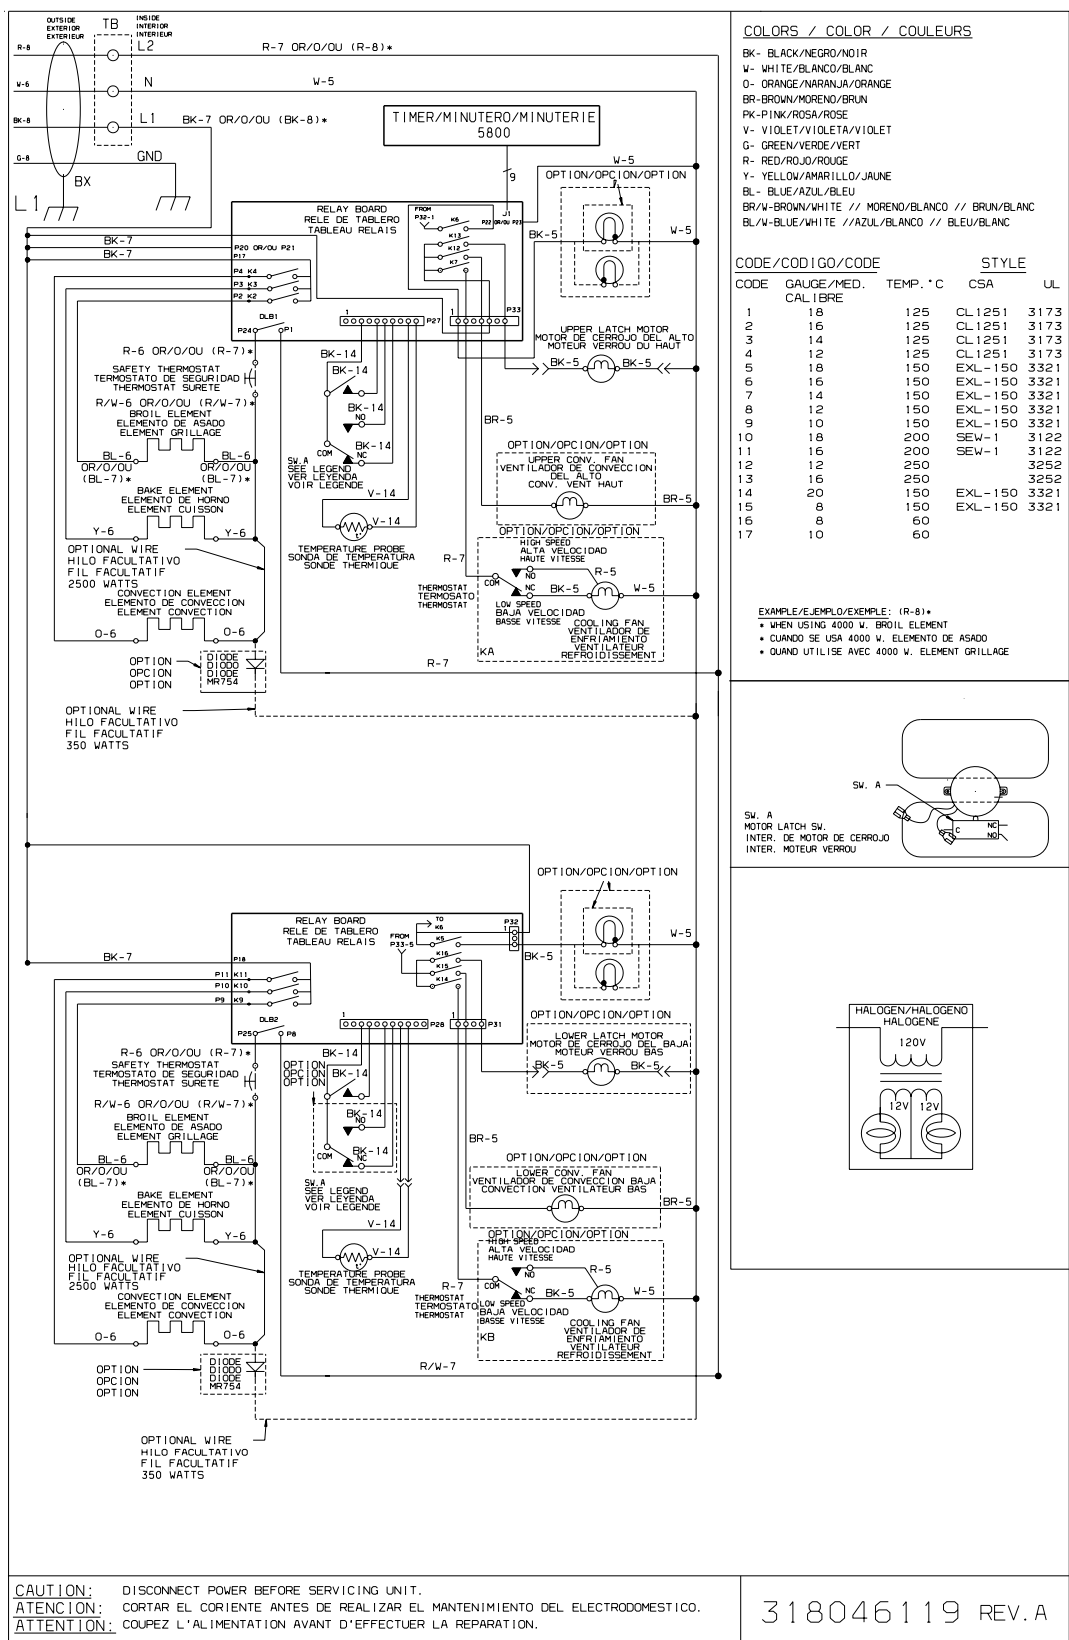 OUTSIDE
EXTERIOR
EXTERIEUR
TB
INSIDE
INTERIOR
INTERIEUR
R-8
L2
R-7 OR/O/OU (R-8)*
W-6
N
W-5
BK-8
L1
BK-7 OR/O/OU (BK-8)*
G-8
GND
BX
L1
TIMER/MINUTERO/MINUTERIE
5800
9
W-5
OPTION/OPCION/OPTION
RELAY BOARD
RELE DE TABLERO
TABLEAU RELAIS
FROM
P32-1
K6
J1
P22 OR/OU P23
K13
K12
K7
BK-5
W-5
BK-7
P20 OR/OU P21
BK-7
P17
P4 K4
P3 K3
P2 K2
DLB1
P24
P1
1
P27
1
P33
UPPER LATCH MOTOR
MOTOR DE CERROJO DEL ALTO
MOTEUR VERROU DU HAUT
BK-5
BK-5
R-6 OR/O/OU (R-7)*
SAFETY THERMOSTAT
TERMOSTATO DE SEGURIDAD
THERMOSTAT SURETE
R/W-6 OR/O/OU (R/W-7)*
BROIL ELEMENT
ELEMENTO DE ASADO
ELEMENT GRILLAGE
BL-6
OR/O/OU
(BL-7)*
BL-6
OR/O/OU
(BL-7)*
BAKE ELEMENT
ELEMENTO DE HORNO
ELEMENT CUISSON
Y-6
Y-6
OPTIONAL WIRE
HILO FACULTATIVO
FIL FACULTATIF
2500 WATTS
CONVECTION ELEMENT
ELEMENTO DE CONVECCION
ELEMENT CONVECTION
O-6
O-6
OPTION
OPCION
OPTION
DIODE
DIODO
DIODE
MR754
OPTIONAL WIRE
HILO FACULTATIVO
FIL FACULTATIF
350 WATTS
BK-14
BK-14
BK-14
NO
COM
BK-14
NC
SW.A
SEE LEGEND
VER LEYENDA
VOIR LEGENDE
V-14
V-14
t°
TEMPERATURE PROBE
SONDA DE TEMPERATURA
SONDE THERMIQUE
BR-5
OPTION/OPCION/OPTION
UPPER CONV. FAN
VENTILADOR DE CONVECCION
DEL ALTO
CONV. VENT HAUT
BR-5
OPTION/OPCION/OPTION
HIGH SPEED
ALTA VELOCIDAD
HAUTE VITESSE
R-7
NO
R-5
COM
NC
BK-5
W-5
THERMOSTAT
TERMOSATO
THERMOSTAT
LOW SPEED
BAJA VELOCIDAD
BASSE VITESSE
COOLING FAN
VENTILADOR DE
ENFRIAMIENTO
VENTILATEUR
REFROIDISSEMENT
KA
R-7
OPTION/OPCION/OPTION
RELAY BOARD
RELE DE TABLERO
TABLEAU RELAIS
TO
K6
P32
1
FROM
P33-5
K5
K16
K15
K14
BK-5
W-5
BK-7
P18
P11 K11
P10 K10
P9 K9
DLB2
P25
P8
1
P28
1
P31
OPTION/OPCION/OPTION
LOWER LATCH MOTOR
MOTOR DE CERROJO DEL BAJA
MOTEUR VERROU BAS
BK-5
BK-5
R-6 OR/O/OU (R-7)*
SAFETY THERMOSTAT
TERMOSTATO DE SEGURIDAD
THERMOSTAT SURETE
R/W-6 OR/O/OU (R/W-7)*
BROIL ELEMENT
ELEMENTO DE ASADO
ELEMENT GRILLAGE
BL-6
OR/O/OU
(BL-7)*
BL-6
OR/O/OU
(BL-7)*
BAKE ELEMENT
ELEMENTO DE HORNO
ELEMENT CUISSON
Y-6
Y-6
OPTIONAL WIRE
HILO FACULTATIVO
FIL FACULTATIF
2500 WATTS
CONVECTION ELEMENT
ELEMENTO DE CONVECCION
ELEMENT CONVECTION
O-6
O-6
OPTION
OPCION
OPTION
DIODE
DIODO
DIODE
MR754
OPTIONAL WIRE
HILO FACULTATIVO
FIL FACULTATIF
350 WATTS
BK-14
OPTION
OPCION
OPTION
BK-14
BK-14
NO
COM
BK-14
NC
SW.A
SEE LEGEND
VER LEYENDA
VOIR LEGENDE
V-14
V-14
t°
TEMPERATURE PROBE
SONDA DE TEMPERATURA
SONDE THERMIQUE
BR-5
OPTION/OPCION/OPTION
LOWER CONV. FAN
VENTILADOR DE CONVECCION BAJA
CONVECTION VENTILATEUR BAS
BR-5
OPTION/OPCION/OPTION
HIGH SPEED
ALTA VELOCIDAD
HAUTE VITESSE
NO
R-5
R-7
COM
NC
BK-5
W-5
THERMOSTAT
TERMOSTATO
THERMOSTAT
LOW SPEED
BAJA VELOCIDAD
BASSE VITESSE
COOLING FAN
VENTILADOR DE
ENFRIAMIENTO
VENTILATEUR
REFROIDISSEMENT
KB
R/W-7
COLORS / COLOR / COULEURS
BK- BLACK/NEGRO/NOIR
W- WHITE/BLANCO/BLANC
O- ORANGE/NARANJA/ORANGE
BR-BROWN/MORENO/BRUN
PK-PINK/ROSA/ROSE
V- VIOLET/VIOLETA/VIOLET
G- GREEN/VERDE/VERT
R- RED/ROJO/ROUGE
Y- YELLOW/AMARILLO/JAUNE
BL- BLUE/AZUL/BLEU
BR/W-BROWN/WHITE // MORENO/BLANCO // BRUN/BLANC
BL/W-BLUE/WHITE //AZUL/BLANCO // BLEU/BLANC
CODE/CODIGO/CODE STYLE
CODE GAUGE/MED. TEMP.°C CSA UL
CALIBRE
1 18 125 CL1251 3173
2 16 125 CL1251 3173
3 14 125 CL1251 3173
4 12 125 CL1251 3173
5 18 150 EXL-150 3321
6 16 150 EXL-150 3321
7 14 150 EXL-150 3321
8 12 150 EXL-150 3321
9 10 150 EXL-150 3321
10 18 200 SEW-1 3122
11 16 200 SEW-1 3122
12 12 250 3252
13 16 250 3252
14 20 150 EXL-150 3321
15 8 150 EXL-150 3321
16 8 60
17 10 60
EXAMPLE/EJEMPLO/EXEMPLE: (R-8)*
* WHEN USING 4000 W. BROIL ELEMENT
* CUANDO SE USA 4000 W. ELEMENTO DE ASADO
* QUAND UTILISE AVEC 4000 W. ELEMENT GRILLAGE
SW. A
C
NC
NO
SW. A
MOTOR LATCH SW.
INTER. DE MOTOR DE CERROJO
INTER. MOTEUR VERROU
HALOGEN/HALOGENO
HALOGENE
120V
12V
12V
CAUTION: DISCONNECT POWER BEFORE SERVICING UNIT.
ATENCION: CORTAR EL CORIENTE ANTES DE REALIZAR EL MANTENIMIENTO DEL ELECTRODOMESTICO.
ATTENTION: COUPEZ L'ALIMENTATION AVANT D'EFFECTUER LA REPARATION.
318046119 REV.A